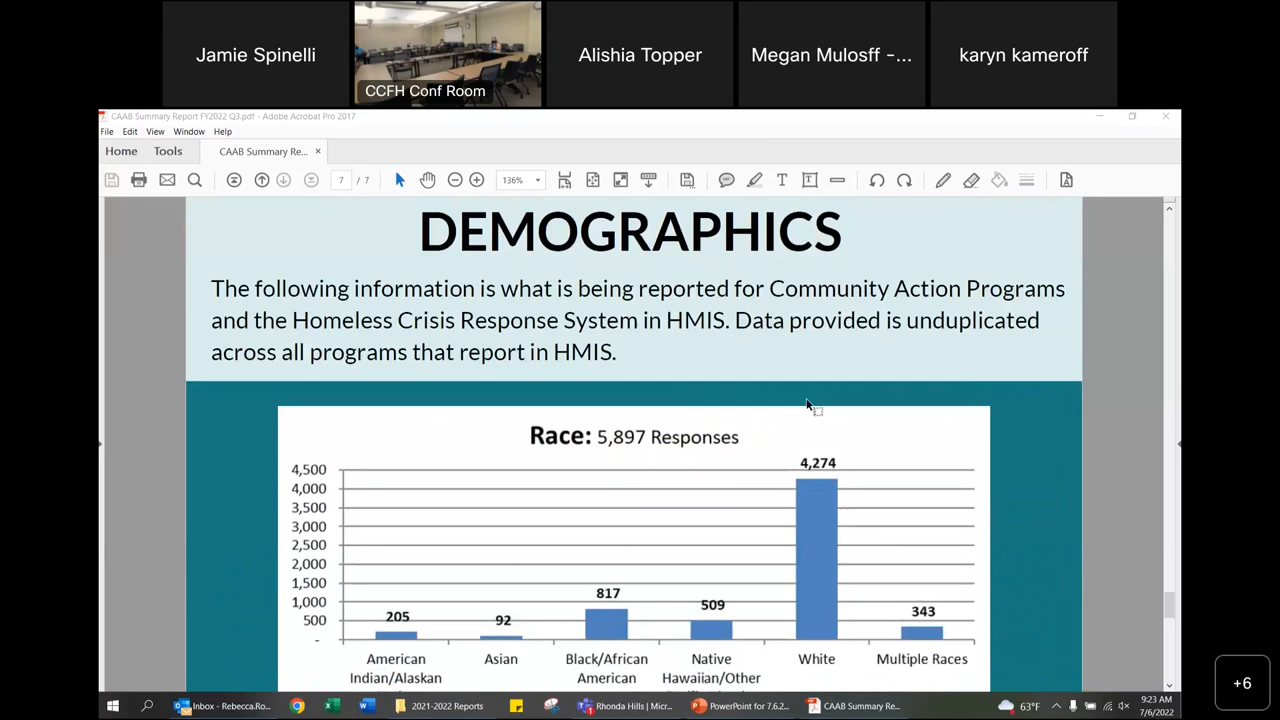 Jamie Spinelli
CCFH Conf Room
Alishia Topper
Megan Mulosff -...
karyn kameroff
CAAB Summary Report FY2022 Q3.pdf - Adobe Acrobat Pro 2017
File Edit View Window Help
Home Tools CAAB Summary Re... ×
7 / 7 136%
DEMOGRAPHICS
The following information is what is being reported for Community Action Programs
and the Homeless Crisis Response System in HMIS. Data provided is unduplicated
across all programs that report in HMIS.
Race: 5,897 Responses
4,500
4,000
3,500
3,000
2,500
2,000
1,500
1,000
500
-
205 92 817 509 4,274 343
American Asian Black/African Native White Multiple Races
Indian/Alaskan American Hawaiian/Other
Inbox - Rebecca.Ro... 2021-2022 Reports Rhonda Hills | Micr... PowerPoint for 7.6.2... CAAB Summary Re... 63°F 9:23 AM
7/6/2022
+6